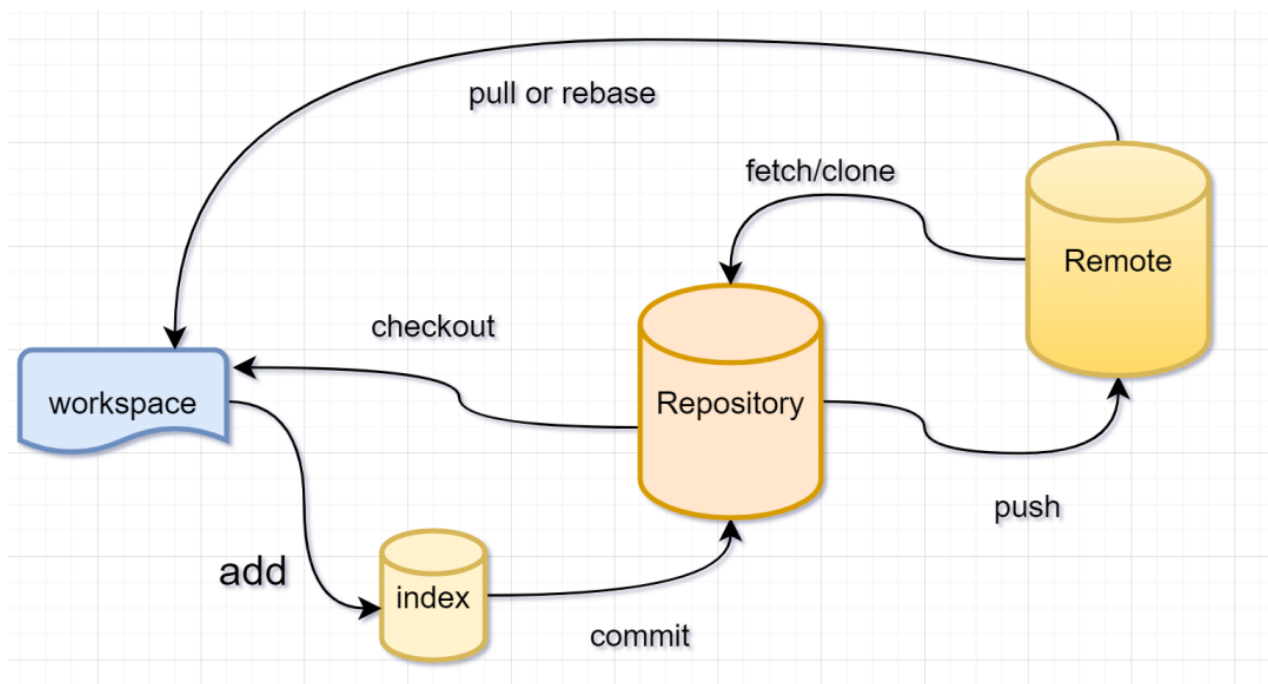 pull or rebase
fetch/clone
Remote
checkout
workspace
Repository
push
add
index
commit